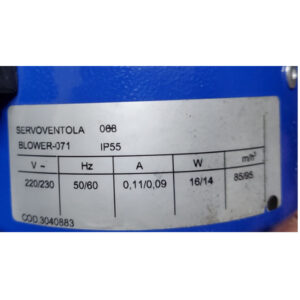 SERVOVENTOLA 066
BLOWER-071 IP55
V ~ Hz A W m/h³
220/230 50/60 0,11/0,09 16/14 85/95
COD.3040883